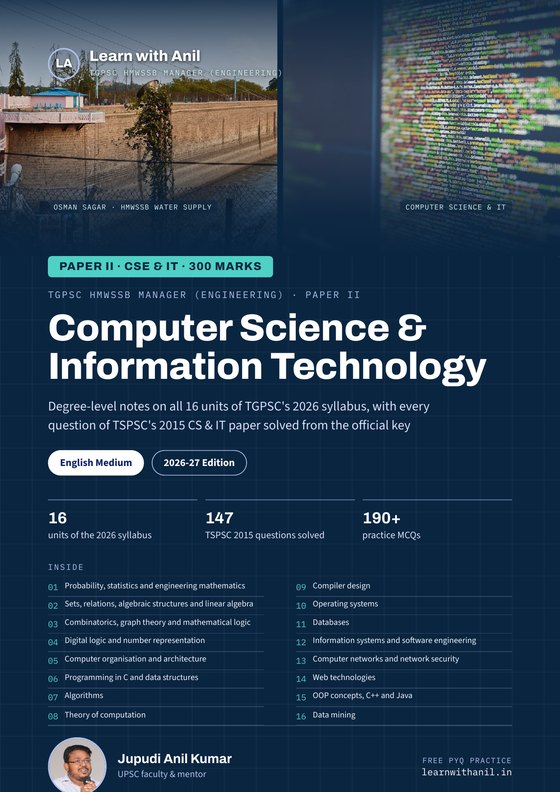 LA
Learn with Anil
TGPSC HMWSSB MANAGER (ENGINEERING)
OSMAN SAGAR · HMWSSB WATER SUPPLY
COMPUTER SCIENCE & IT
PAPER II · CSE & IT · 300 MARKS
TGPSC HMWSSB MANAGER (ENGINEERING) · PAPER II
Computer Science &
Information Technology
Degree-level notes on all 16 units of TGPSC's 2026 syllabus, with every
question of TSPSC's 2015 CS & IT paper solved from the official key
English Medium
2026-27 Edition
16
units of the 2026 syllabus
147
TSPSC 2015 questions solved
190+
practice MCQs
INSIDE
01 Probability, statistics and engineering mathematics
02 Sets, relations, algebraic structures and linear algebra
03 Combinatorics, graph theory and mathematical logic
04 Digital logic and number representation
05 Computer organisation and architecture
06 Programming in C and data structures
07 Algorithms
08 Theory of computation
09 Compiler design
10 Operating systems
11 Databases
12 Information systems and software engineering
13 Computer networks and network security
14 Web technologies
15 OOP concepts, C++ and Java
16 Data mining
Jupudi Anil Kumar
UPSC faculty & mentor
FREE PYQ PRACTICE
learnwithanil.in